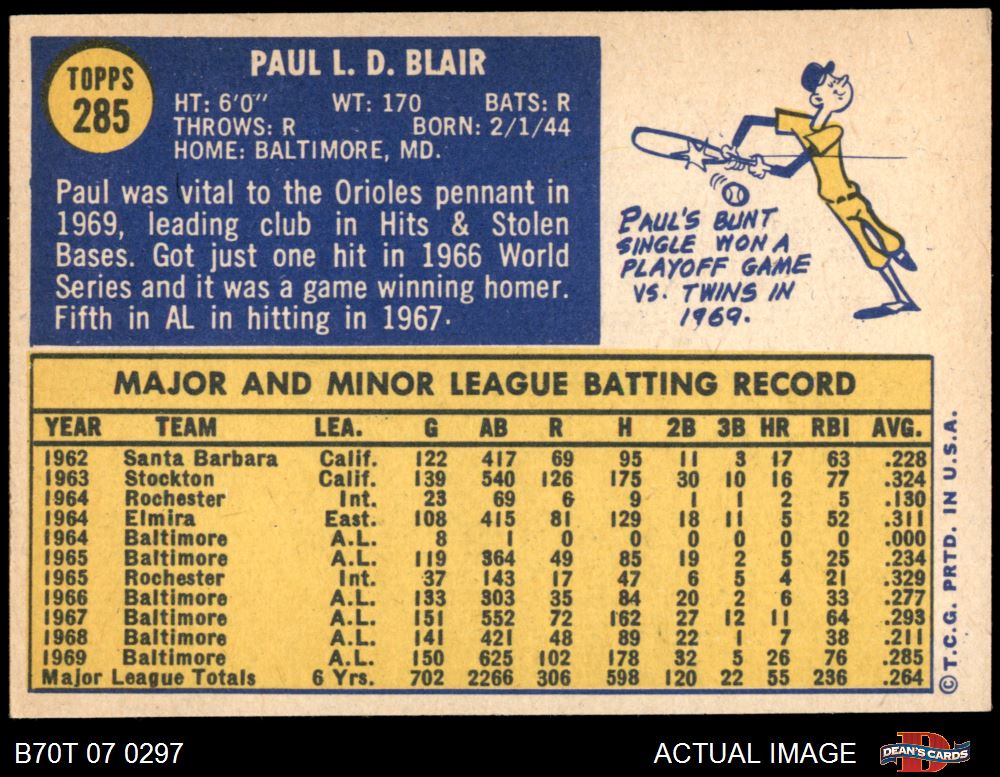 TOPPS
285
PAUL L. D. BLAIR
HT: 6'0" WT: 170 BATS: R
THROWS: R BORN: 2/1/44
HOME: BALTIMORE, MD.
Paul was vital to the Orioles pennant in
1969, leading club in Hits & Stolen
Bases. Got just one hit in 1966 World
Series and it was a game winning homer.
Fifth in AL in hitting in 1967.
PAUL'S BUNT
SINGLE WON A
PLAYOFF GAME
VS. TWINS IN
1969.
MAJOR AND MINOR LEAGUE BATTING RECORD
YEAR TEAM LEA. G AB R H 2B 3B HR RBI AVG.
1962 Santa Barbara Calif. 122 417 69 95 11 3 17 63 .228
1963 Stockton Calif. 139 540 126 175 30 10 16 77 .324
1964 Rochester Int. 23 69 6 9 1 1 2 5 .130
1964 Elmira East. 108 415 81 129 18 11 5 52 .311
1964 Baltimore A.L. 8 1 0 0 0 0 0 0 .000
1965 Baltimore A.L. 119 364 49 85 19 2 5 25 .234
1965 Rochester Int. 37 143 17 47 6 5 4 21 .329
1966 Baltimore A.L. 133 303 35 84 20 2 6 33 .277
1967 Baltimore A.L. 151 552 72 162 27 12 11 64 .293
1968 Baltimore A.L. 141 421 48 89 22 1 7 38 .211
1969 Baltimore A.L. 150 625 102 178 32 5 26 76 .285
Major League Totals 6 Yrs. 702 2266 306 598 120 22 55 236 .264
©T.C.G. PRTD. IN U.S.A.
B70T 07 0297 ACTUAL IMAGE
DEAN'S CARDS